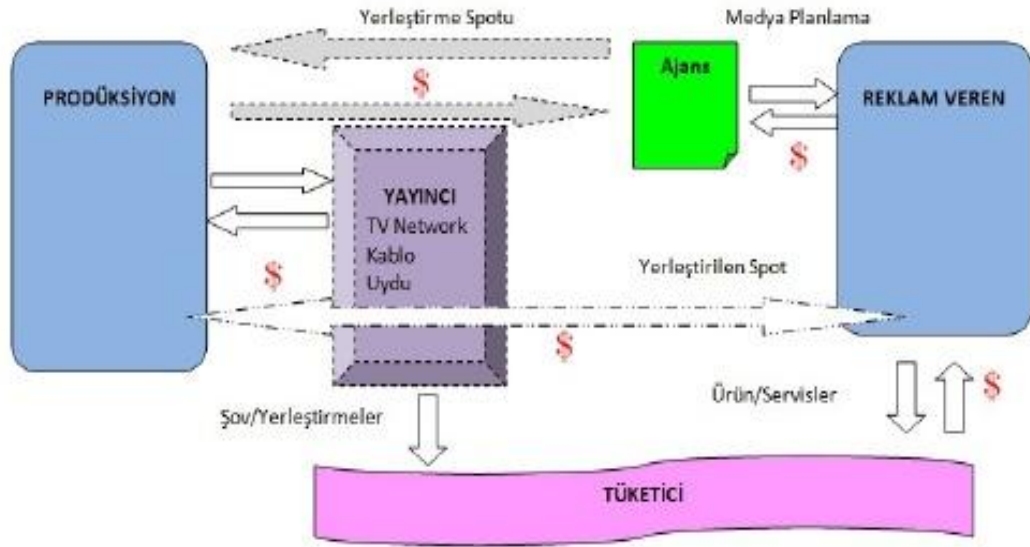 Yerleştirme Spotu
Medya Planlama
PRODÜKSİYON
$
Ajans
REKLAM VEREN
$
YAYINCI
TV Network
Kablo
Uydu
$
Yerleştirilen Spot
$
Şov/Yerleştirmeler
Ürün/Servisler
$
TÜKETİCİ